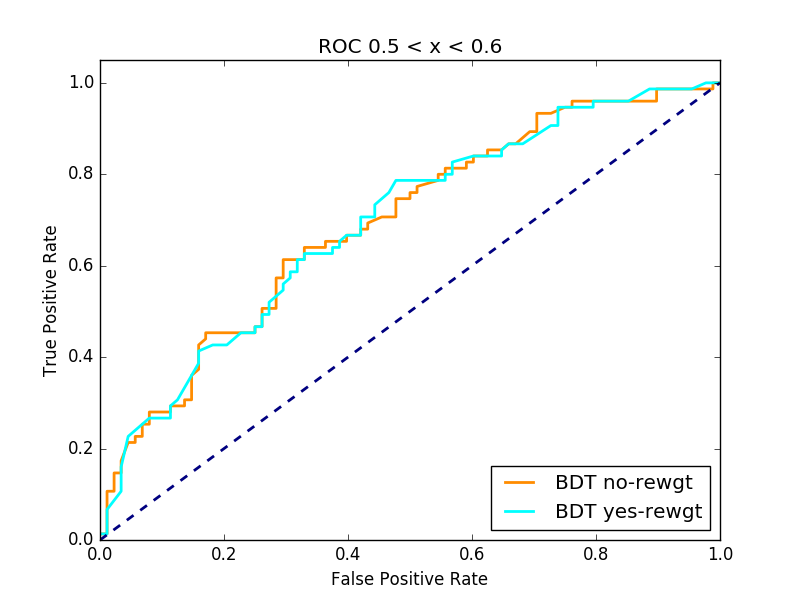 ROC 0.5 < x < 0.6
True Positive Rate
1.0
0.8
0.6
0.4
0.2
0.0
0.0 0.2 0.4 0.6 0.8 1.0
False Positive Rate
BDT no-rewgt
BDT yes-rewgt